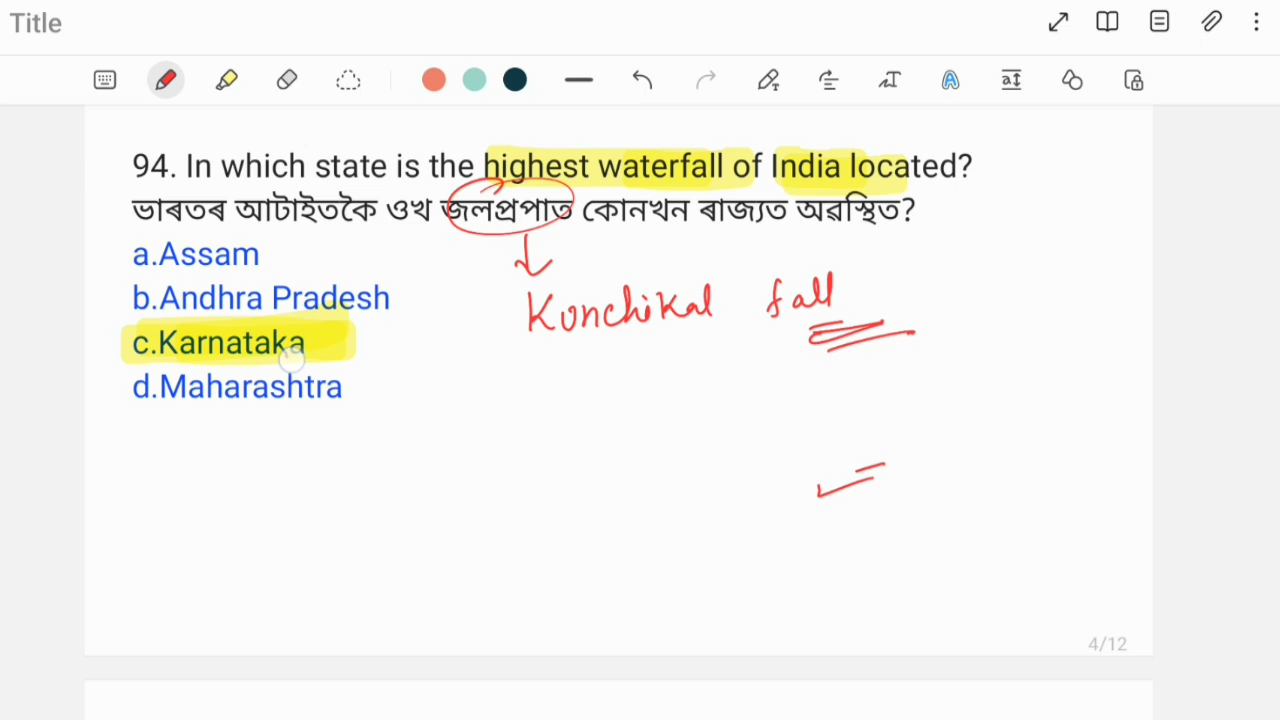 Title
94. In which state is the highest waterfall of India located?
ভাৰতৰ আটাইতকৈ ওখ জলপ্ৰপাত কোনখন ৰাজ্যত অৱস্থিত?
a.Assam
b.Andhra Pradesh
Kunchikal fall
c.Karnataka
d.Maharashtra
4/12